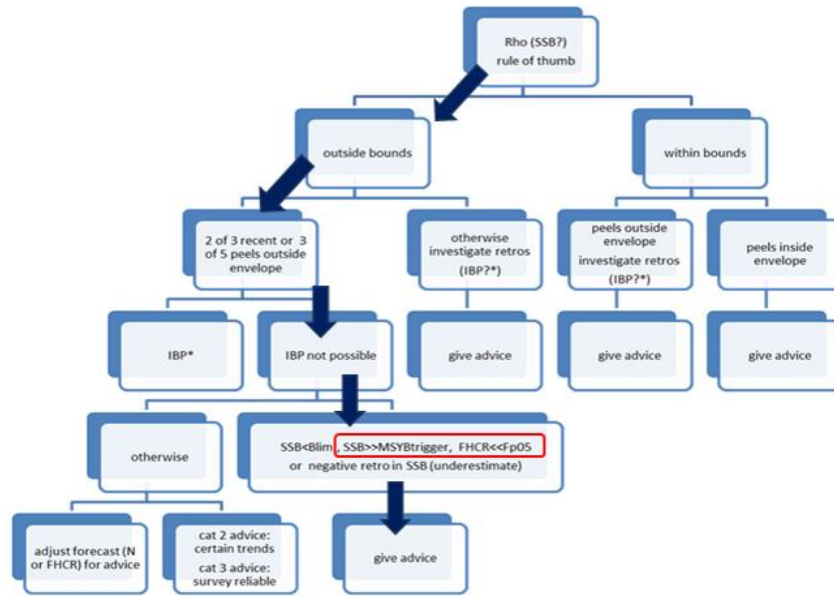 Rho (SSB?)
rule of thumb
outside bounds
within bounds
2 of 3 recent or 3
of 5 peels outside
envelope
otherwise
investigate retros
(IBP?*)
peels outside
envelope
investigate retros
(IBP?*)
peels inside
envelope
IBP*
IBP not possible
give advice
give advice
give advice
otherwise
SSB<Blim , SSB>>MSYBtrigger, FHCR<<Fp05
or negative retro in SSB (underestimate)
adjust forecast (N
or FHCR) for advice
cat 2 advice:
certain trends
cat 3 advice:
survey reliable
give advice